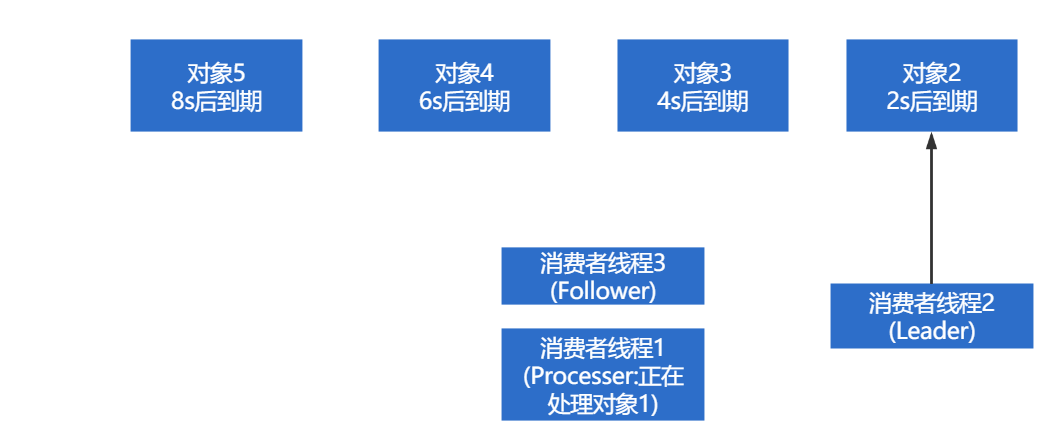 对象5
8s后到期
对象4
6s后到期
对象3
4s后到期
对象2
2s后到期
消费者线程3
(Follower)
消费者线程2
(Leader)
消费者线程1
(Processer:正在
处理对象1)